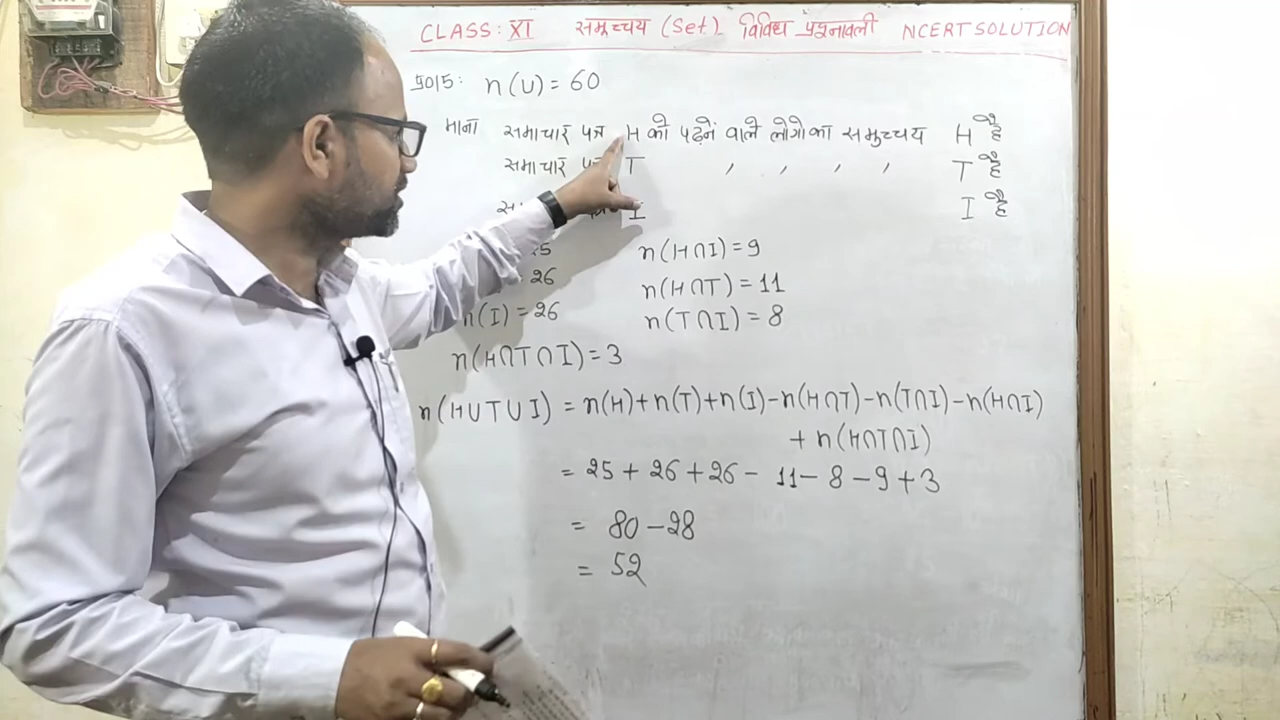 CLASS: XI समुच्चय (Set) विविध प्रश्नावली NCERT SOLUTION
प्र015: n(U) = 60
माना समाचार पत्र H को पढ़नें वाले लोगो का समुच्चय H है
समाचार T , , , , T है
I I है
25 n(H∩I) = 9
26 n(H∩T) = 11
n(I) = 26 n(T∩I) = 8
n(H∩T∩I) = 3
n(H∪T∪I) = n(H)+n(T)+n(I)-n(H∩T)-n(T∩I)-n(H∩I)
+ n(H∩T∩I)
= 25 + 26 + 26 - 11 - 8 - 9 + 3
= 80 - 28
= 52